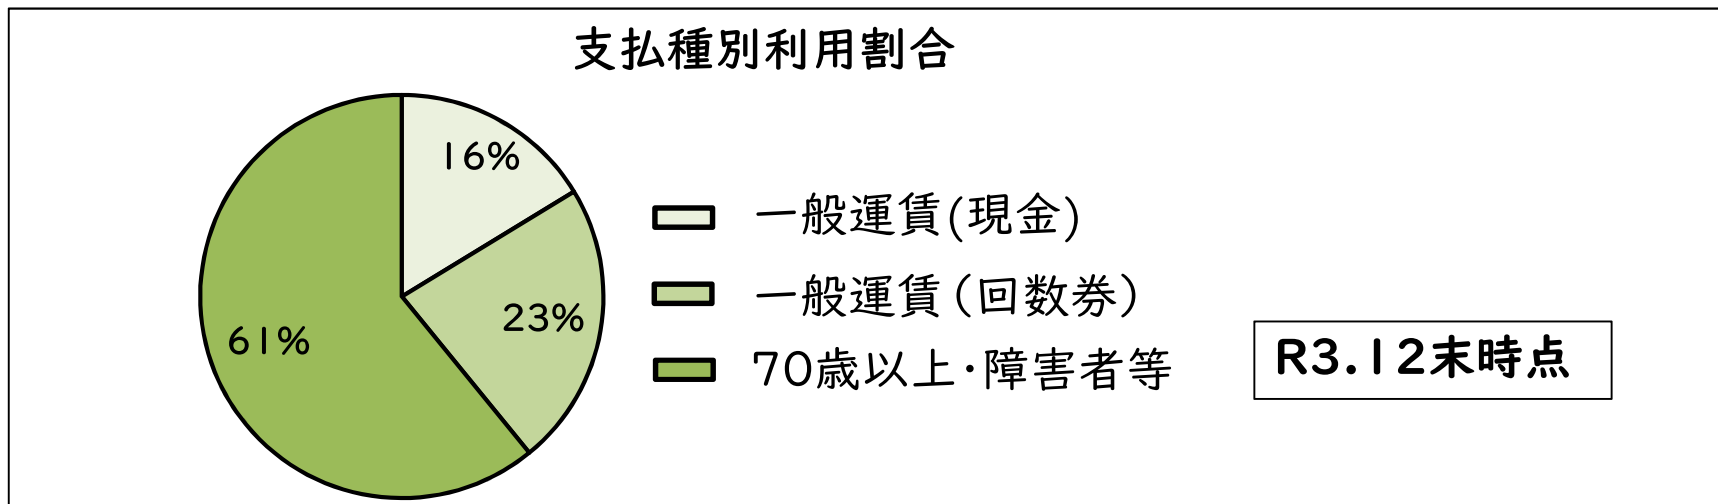 支払種別利用割合
16%
23%
61%
一般運賃(現金)
一般運賃(回数券)
70歳以上・障害者等
R3.12末時点